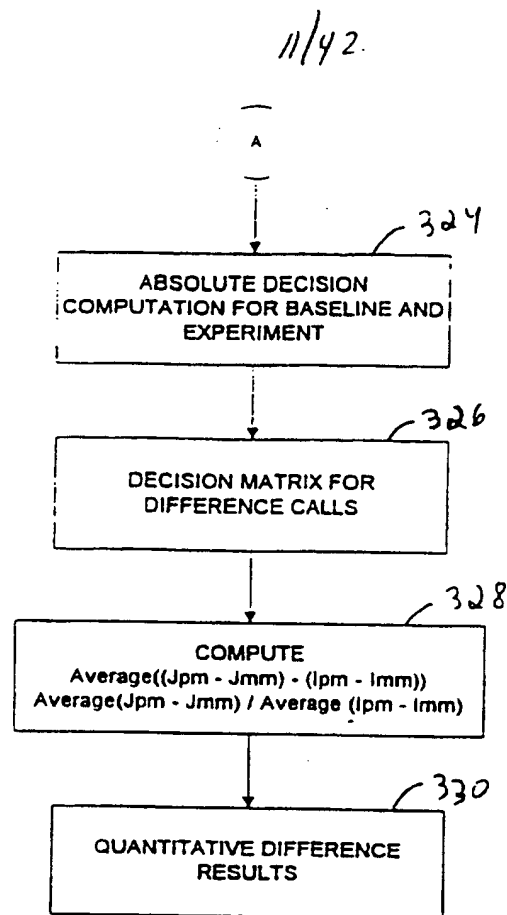 11/42.
A
324
ABSOLUTE DECISION
COMPUTATION FOR BASELINE AND
EXPERIMENT
326
DECISION MATRIX FOR
DIFFERENCE CALLS
328
COMPUTE
Average((Jpm - Jmm) - (Ipm - Imm))
Average(Jpm - Jmm) / Average (Ipm - Imm)
330
QUANTITATIVE DIFFERENCE
RESULTS